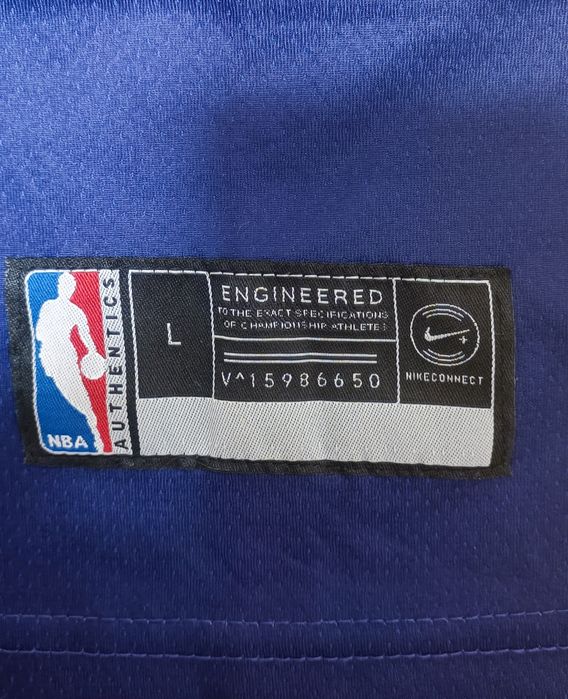 NBA
AUTHENTICS
L
ENGINEERED
TO THE EXACT SPECIFICATIONS
OF CHAMPIONSHIP ATHLETES
V^15986650
NIKECONNECT